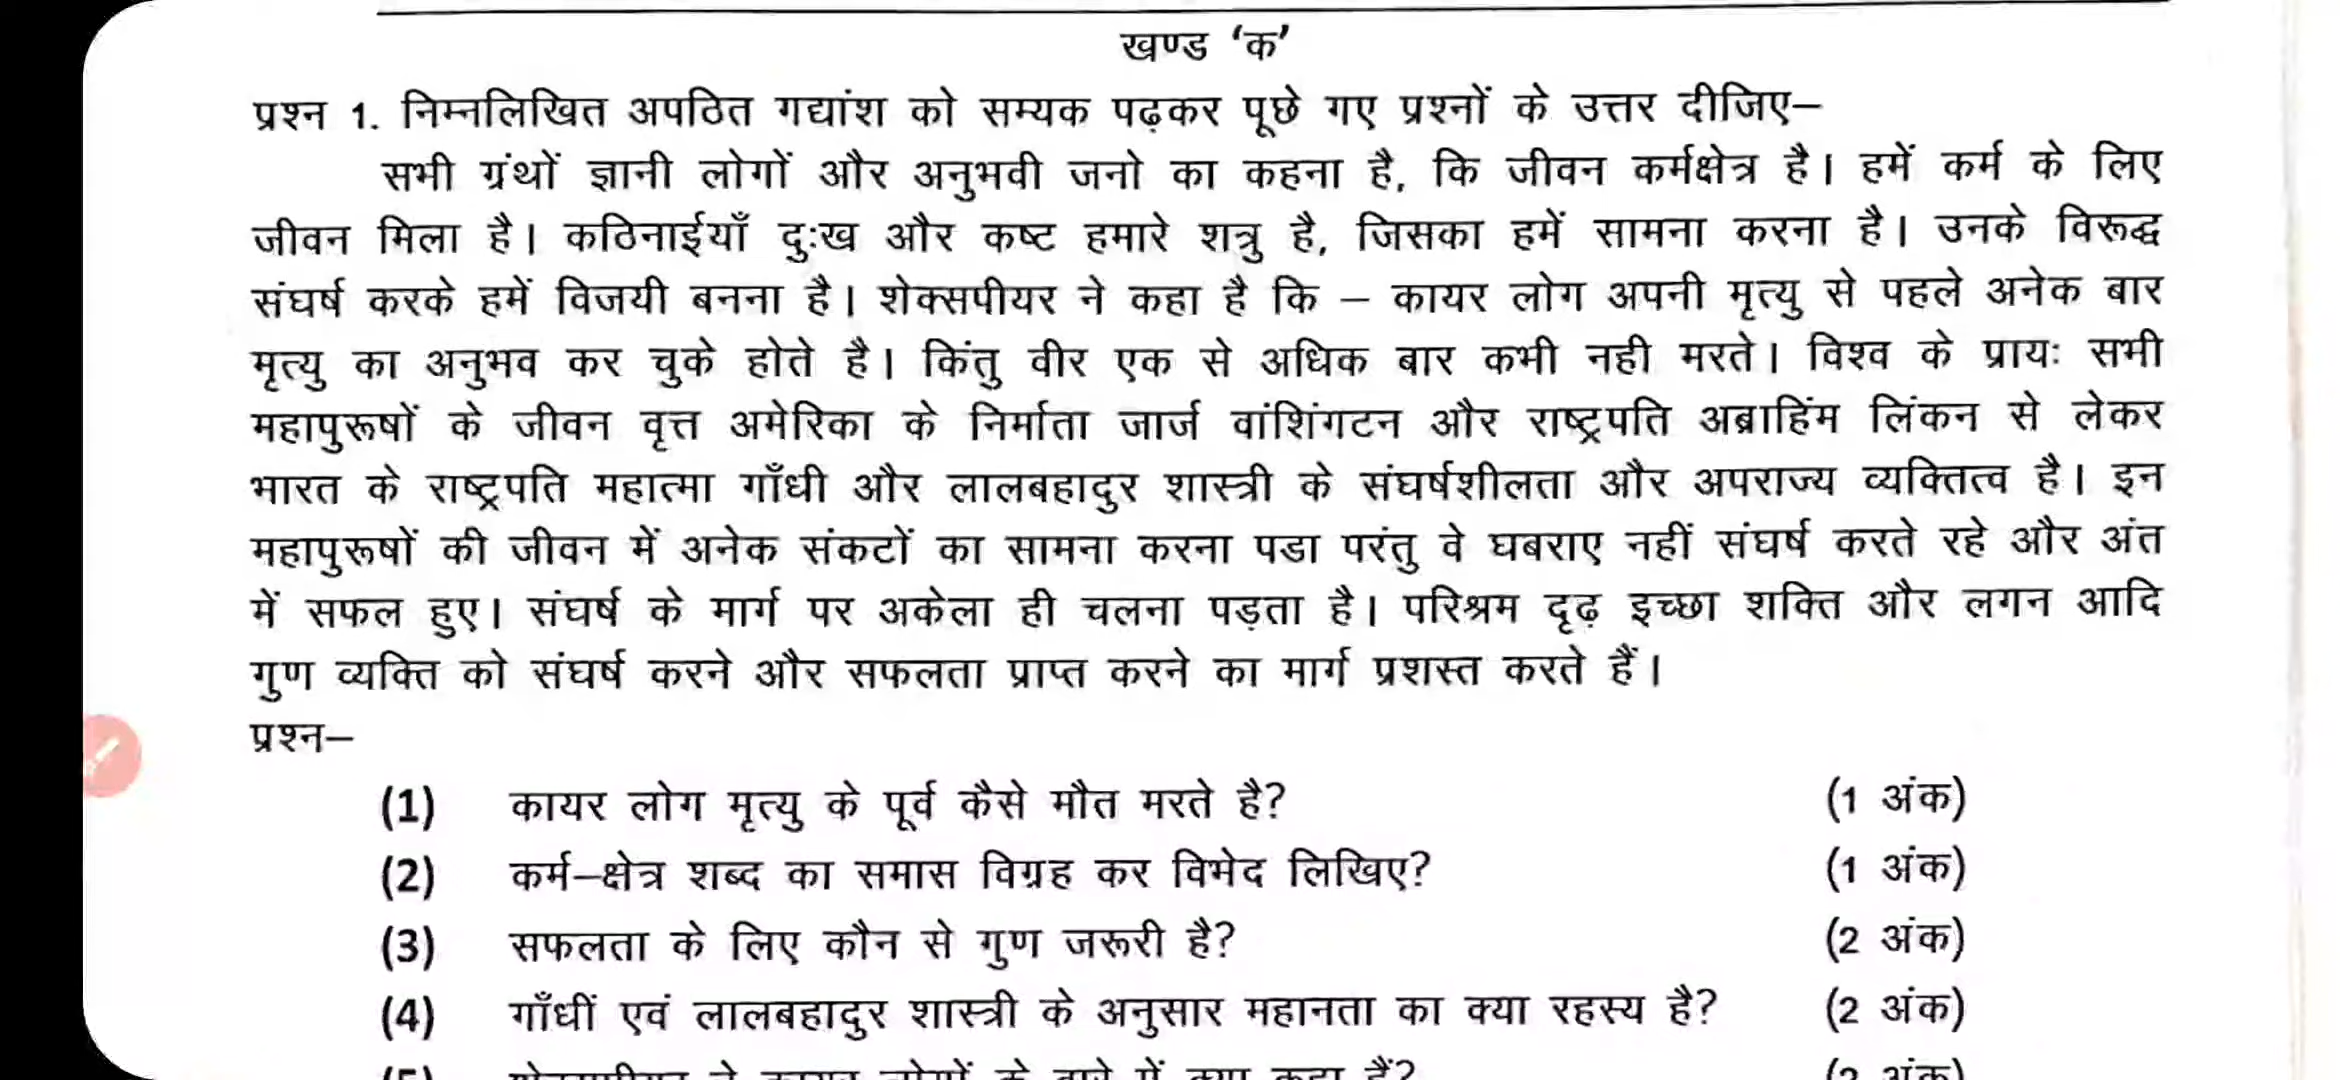 खण्ड ‘क’
प्रश्न 1. निम्नलिखित अपठित गद्यांश को सम्यक पढ़कर पूछे गए प्रश्नों के उत्तर दीजिए–
सभी ग्रंथों ज्ञानी लोगों और अनुभवी जनो का कहना है, कि जीवन कर्मक्षेत्र है। हमें कर्म के लिए
जीवन मिला है। कठिनाईयाँ दुःख और कष्ट हमारे शत्रु है, जिसका हमें सामना करना है। उनके विरूद्ध
संघर्ष करके हमें विजयी बनना है। शेक्सपीयर ने कहा है कि – कायर लोग अपनी मृत्यु से पहले अनेक बार
मृत्यु का अनुभव कर चुके होते है। किंतु वीर एक से अधिक बार कभी नही मरते। विश्व के प्रायः सभी
महापुरूषों के जीवन वृत्त अमेरिका के निर्माता जार्ज वांशिंगटन और राष्ट्रपति अब्राहिंम लिंकन से लेकर
भारत के राष्ट्रपति महात्मा गाँधी और लालबहादुर शास्त्री के संघर्षशीलता और अपराज्य व्यक्तित्व है। इन
महापुरूषों की जीवन में अनेक संकटों का सामना करना पडा परंतु वे घबराए नहीं संघर्ष करते रहे और अंत
में सफल हुए। संघर्ष के मार्ग पर अकेला ही चलना पड़ता है। परिश्रम दृढ़ इच्छा शक्ति और लगन आदि
गुण व्यक्ति को संघर्ष करने और सफलता प्राप्त करने का मार्ग प्रशस्त करते हैं।
प्रश्न–
(1) कायर लोग मृत्यु के पूर्व कैसे मौत मरते है? (1 अंक)
(2) कर्म–क्षेत्र शब्द का समास विग्रह कर विभेद लिखिए? (1 अंक)
(3) सफलता के लिए कौन से गुण जरूरी है? (2 अंक)
(4) गाँधीं एवं लालबहादुर शास्त्री के अनुसार महानता का क्या रहस्य है? (2 अंक)